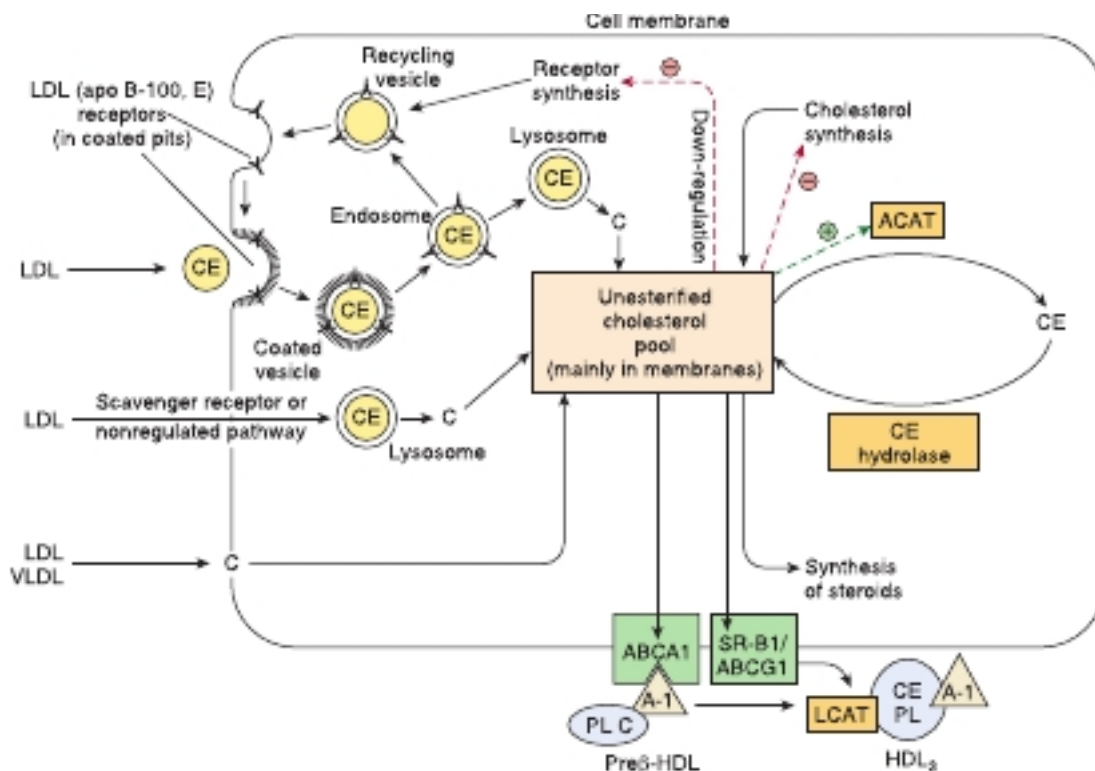 Cell membrane
Recycling
vesicle
LDL (apo B-100, E)
receptors
(in coated pits)
Receptor
synthesis
Down-regulation
Cholesterol
synthesis
Lysosome
CE
C
ACAT
Endosome
CE
LDL
CE
CE
Coated
vesicle
Unesterified
cholesterol
pool
(mainly in membranes)
CE
CE
hydrolase
LDL
Scavenger receptor or
nonregulated pathway
CE
C
Lysosome
LDL
VLDL
C
Synthesis
of steroids
ABCA1
SR-B1/
ABCG1
A-1
PL C
Preβ-HDL
LCAT
CE
PL
A-1
HDL₃